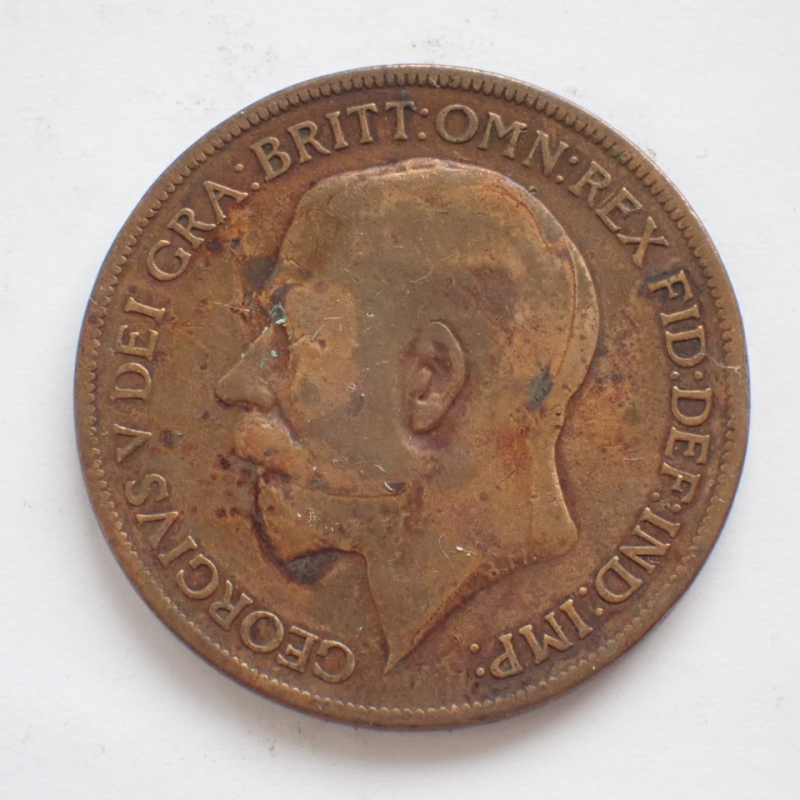 GEORGIVS V DEI GRA: BRITT: OMN: REX FID: DEF: IND: IMP: